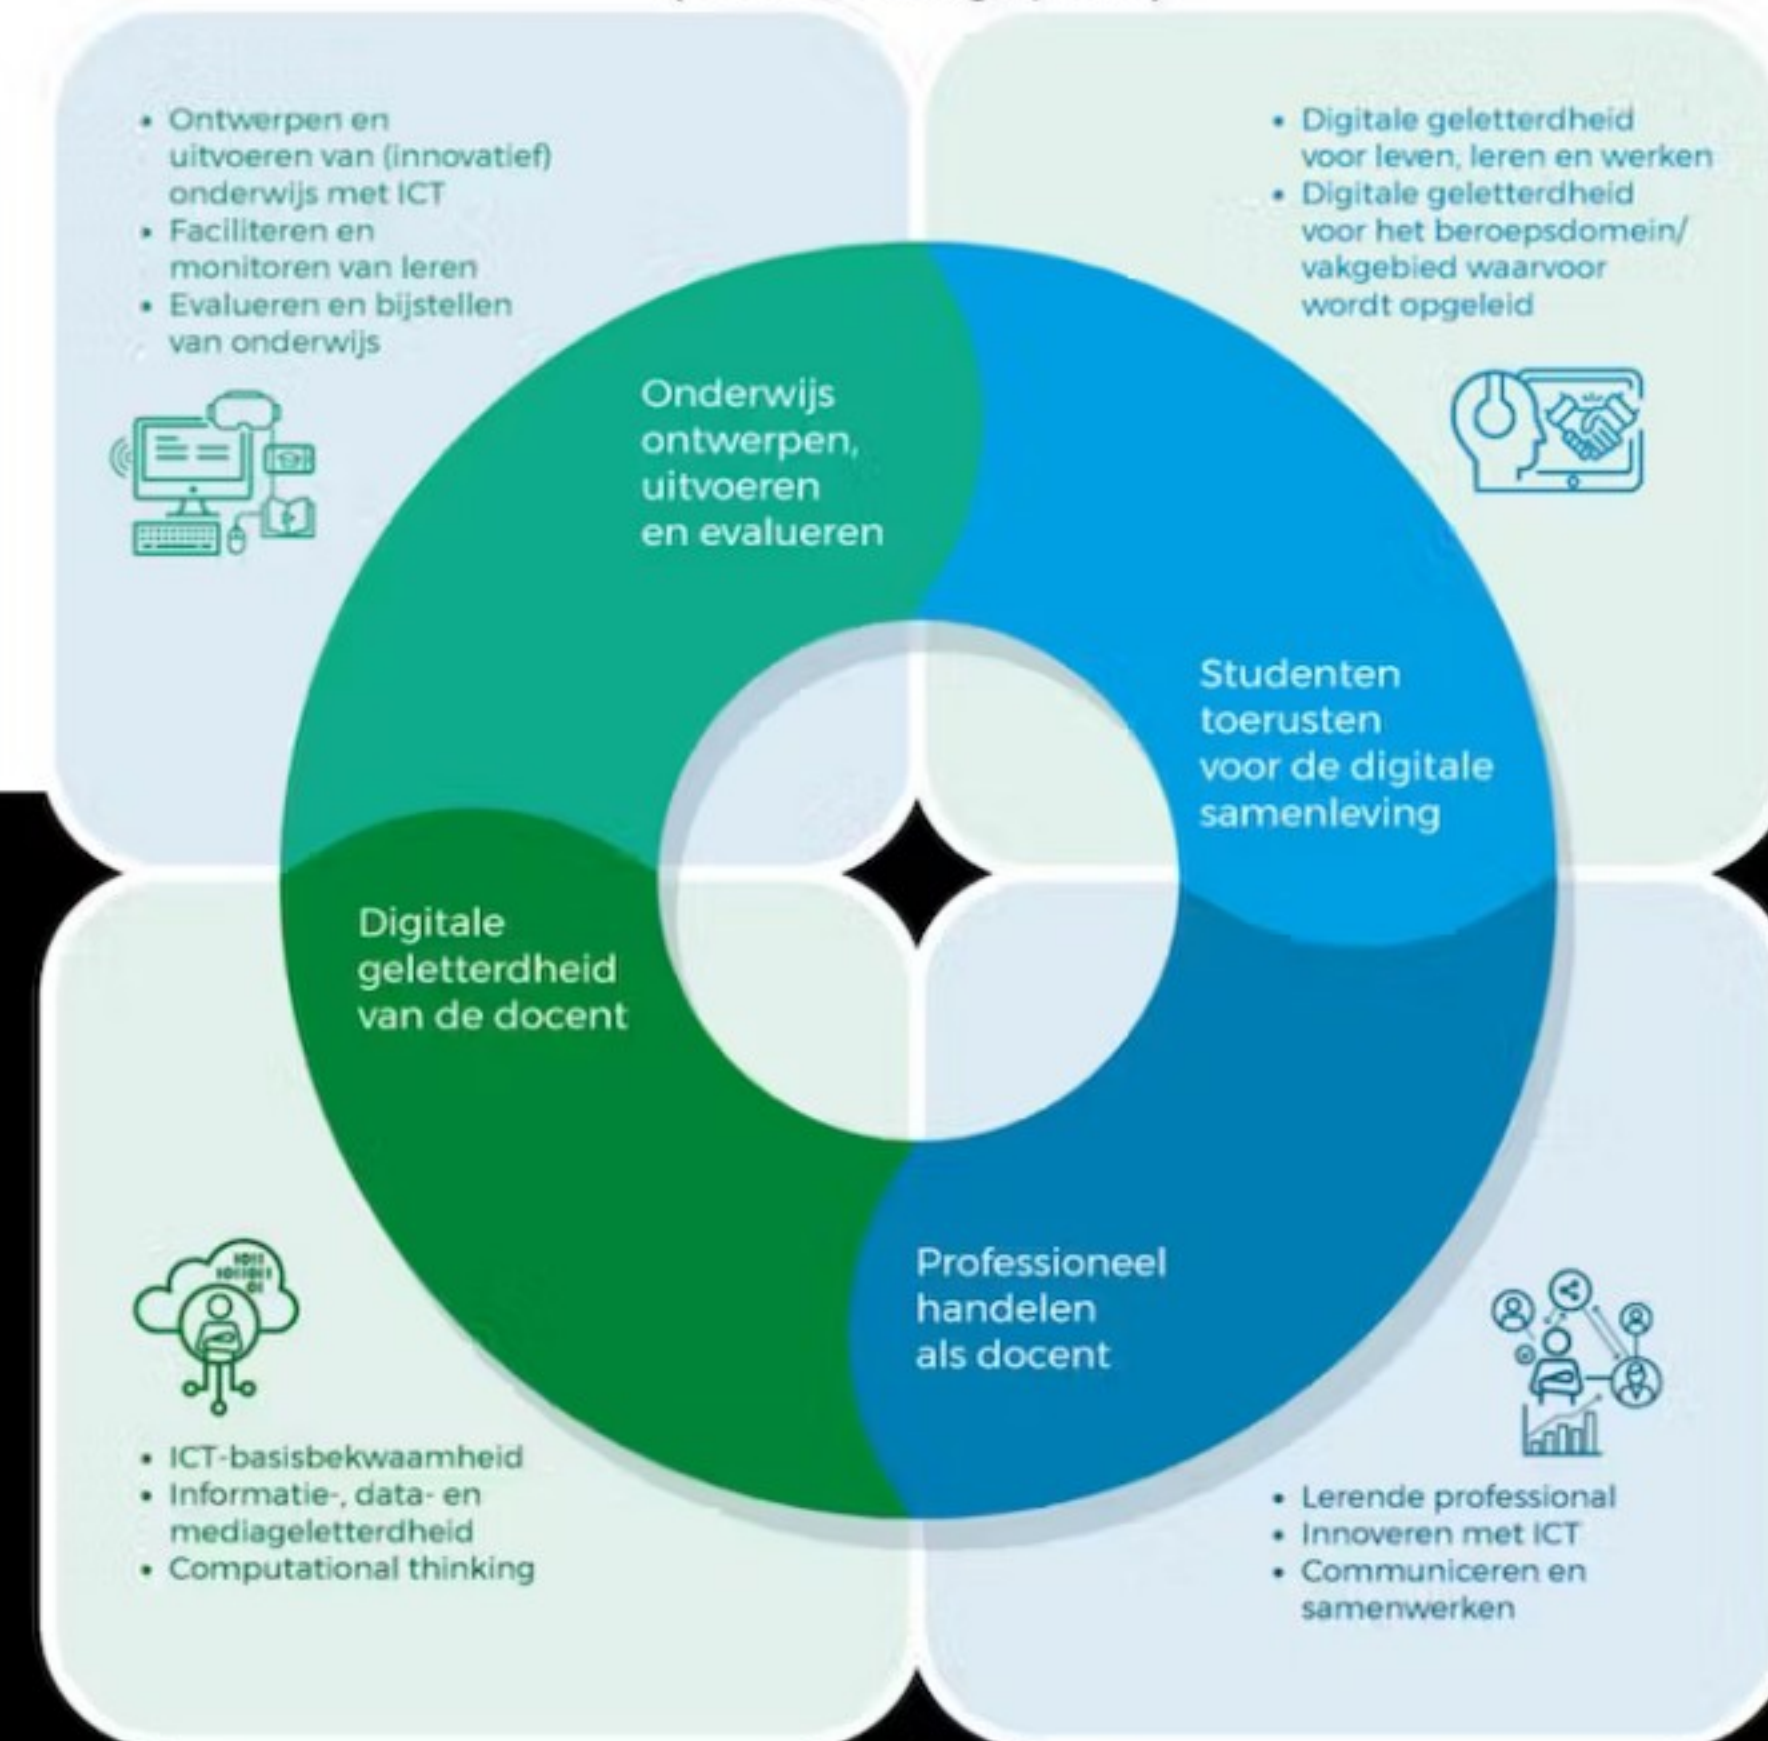 • Ontwerpen en
uitvoeren van (innovatief)
onderwijs met ICT
• Faciliteren en
monitoren van leren
• Evalueren en bijstellen
van onderwijs
• Digitale geletterdheid
voor leven, leren en werken
• Digitale geletterdheid
voor het beroepsdomein/
vakgebied waarvoor
wordt opgeleid
Onderwijs
ontwerpen,
uitvoeren
en evalueren
Studenten
toerusten
voor de digitale
samenleving
Digitale
geletterdheid
van de docent
Professioneel
handelen
als docent
• ICT-basisbekwaamheid
• Informatie-, data- en
mediageletterdheid
• Computational thinking
• Lerende professional
• Innoveren met ICT
• Communiceren en
samenwerken